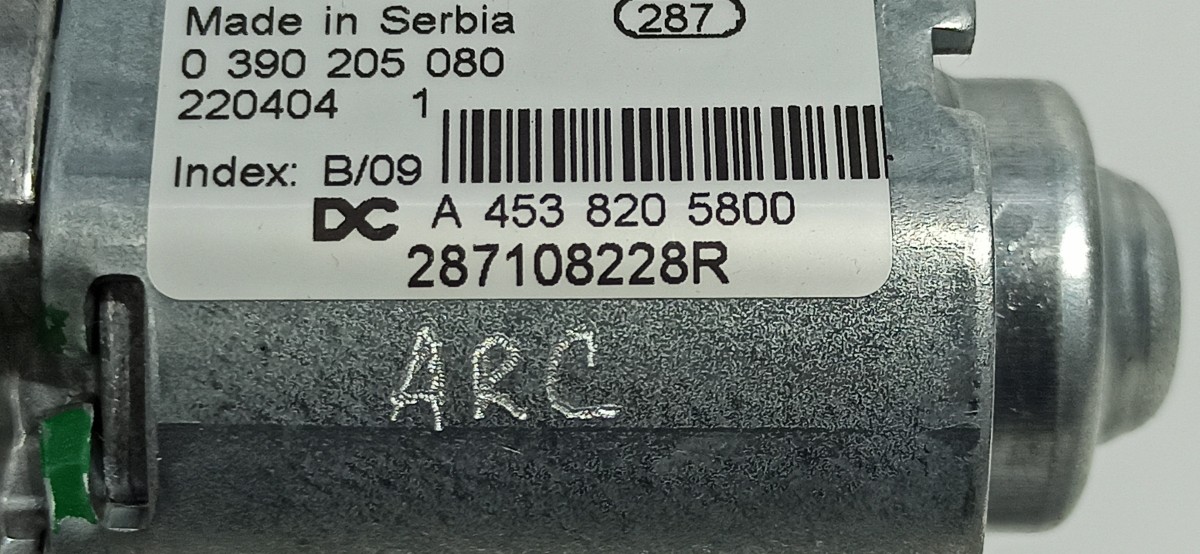 Made in Serbia 287
0 390 205 080
220404 1
Index: B/09
DC A 453 820 5800
287108228R
ARC